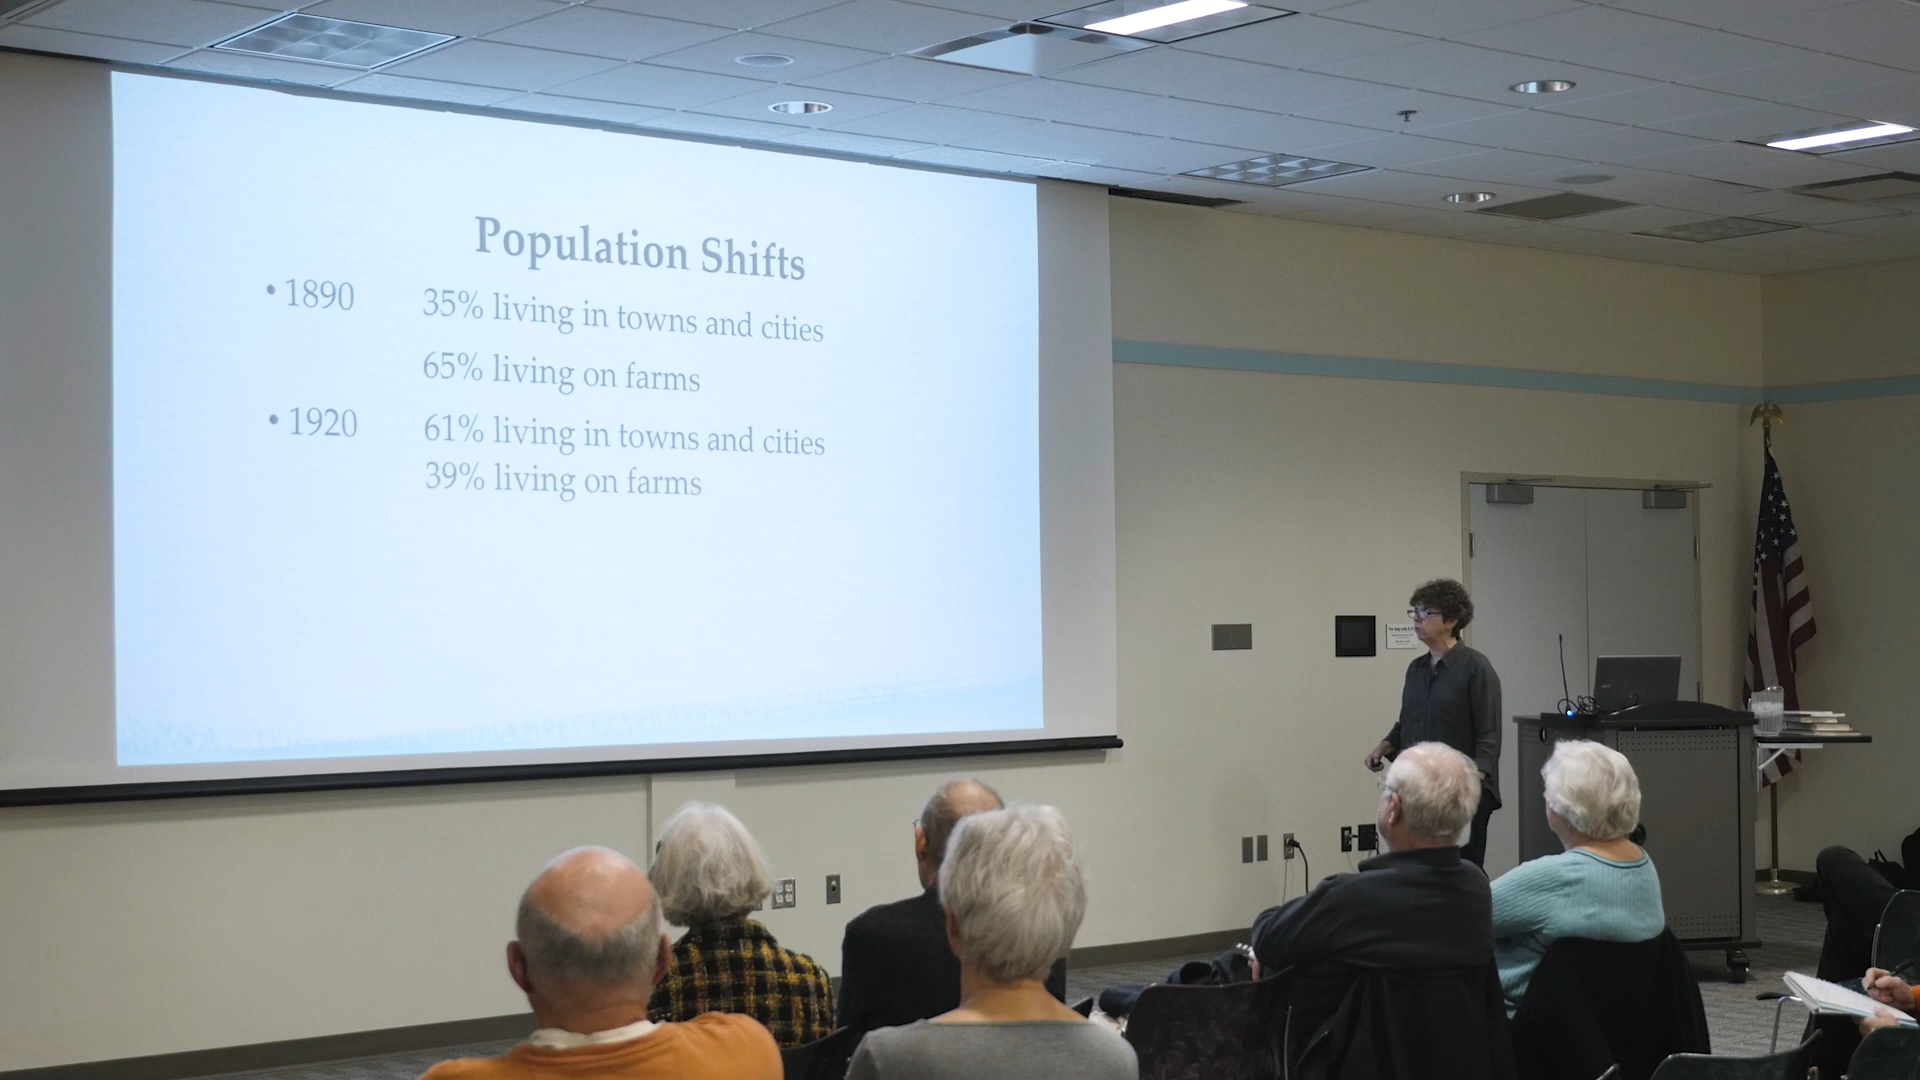 Population Shifts
• 1890 35% living in towns and cities
65% living on farms
• 1920 61% living in towns and cities
39% living on farms